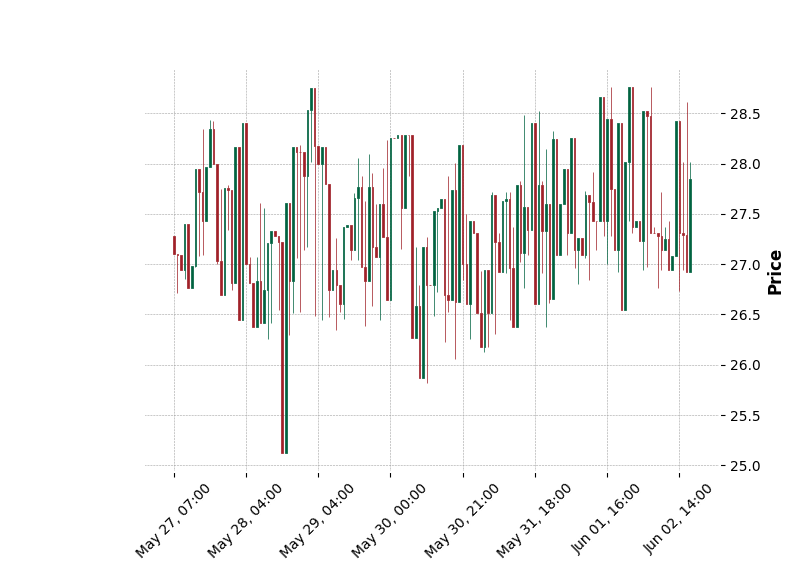 28.5
28.0
27.5
27.0
26.5
26.0
25.5
25.0
Price
May 27, 07:00
May 28, 04:00
May 29, 04:00
May 30, 00:00
May 30, 21:00
May 31, 18:00
Jun 01, 16:00
Jun 02, 14:00